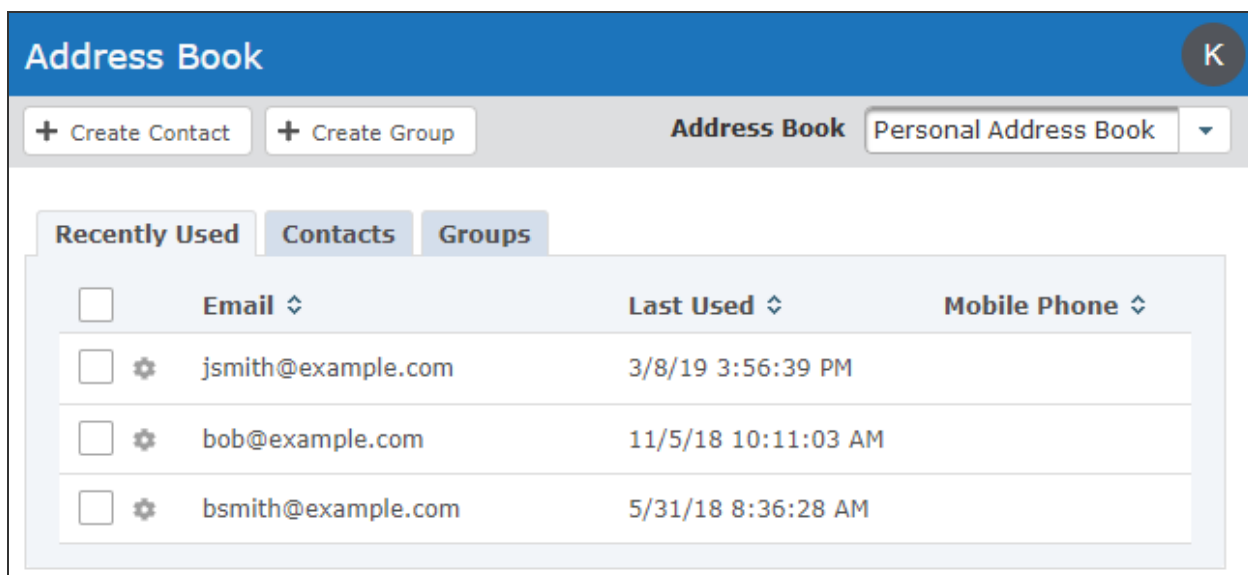 Address Book
K
+ Create Contact + Create Group Address Book Personal Address Book
Recently Used Contacts Groups
Email Last Used Mobile Phone
jsmith@example.com 3/8/19 3:56:39 PM
bob@example.com 11/5/18 10:11:03 AM
bsmith@example.com 5/31/18 8:36:28 AM